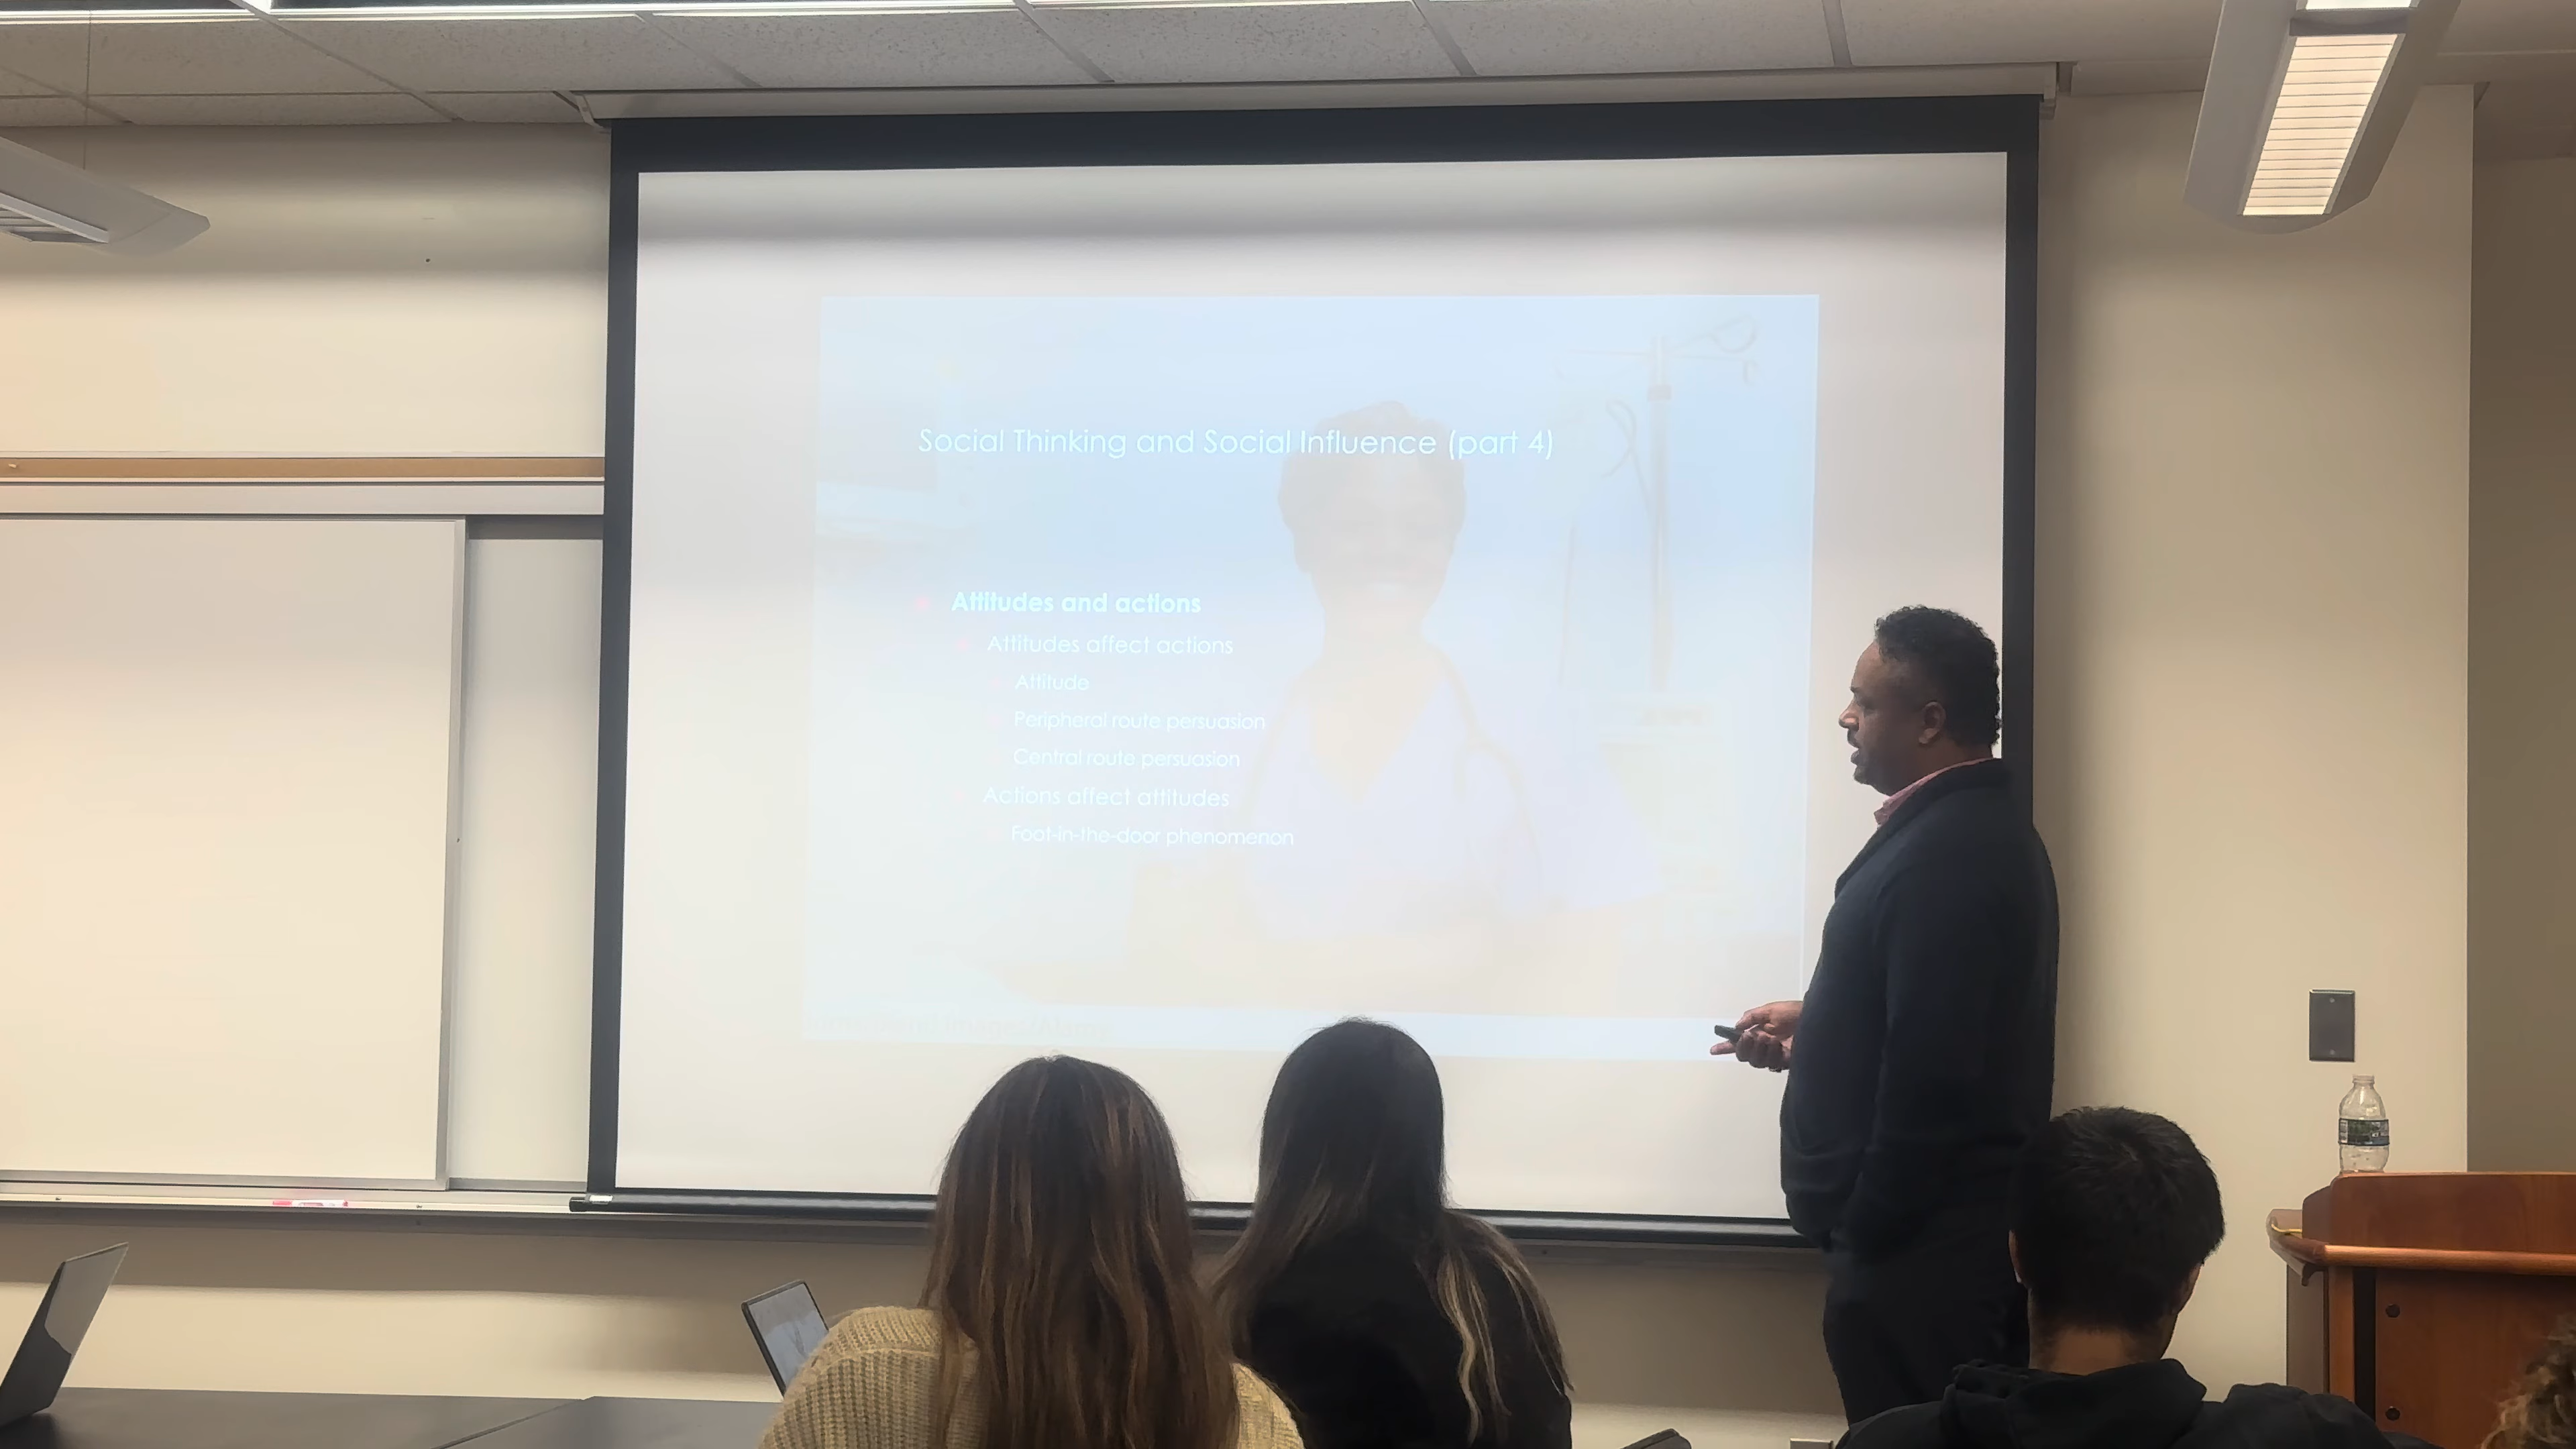 Social Thinking and Social Influence (part 4)
Attitudes and actions
Attitudes affect actions
Attitude
Peripheral route persuasion
Central route persuasion
Actions affect attitudes
Foot-in-the-door phenomenon